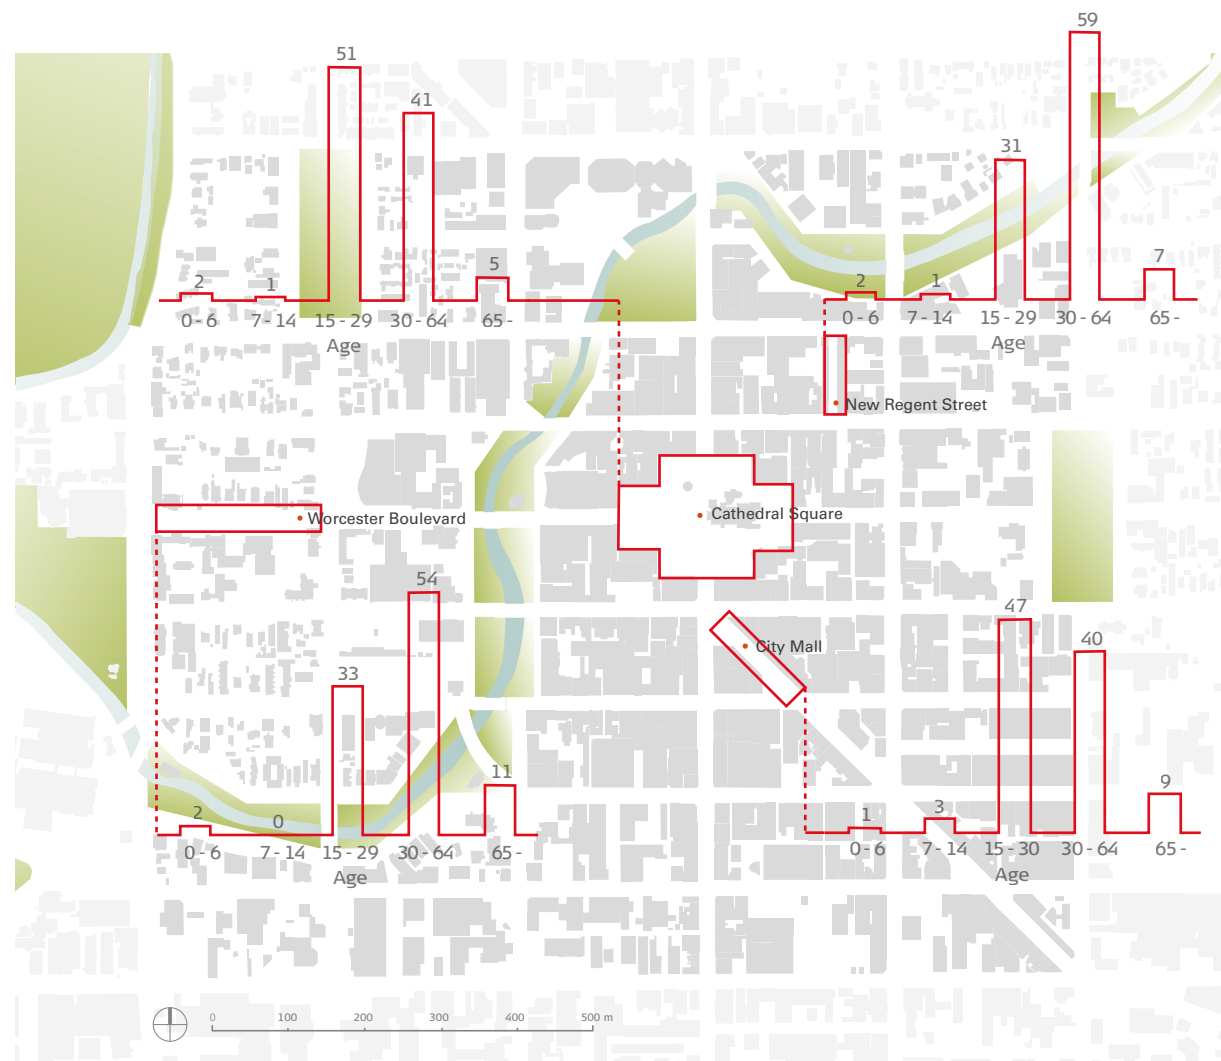 51
41
2
1
5
0 - 6
7 - 14
15 - 29
30 - 64
65 -
Age
59
31
2
1
7
0 - 6
7 - 14
15 - 29
30 - 64
65 -
Age
New Regent Street
Worcester Boulevard
Cathedral Square
City Mall
54
33
2
0
11
0 - 6
7 - 14
15 - 29
30 - 64
65 -
Age
47
40
1
3
9
0 - 6
7 - 14
15 - 30
30 - 64
65 -
Age
0 100 200 300 400 500 m